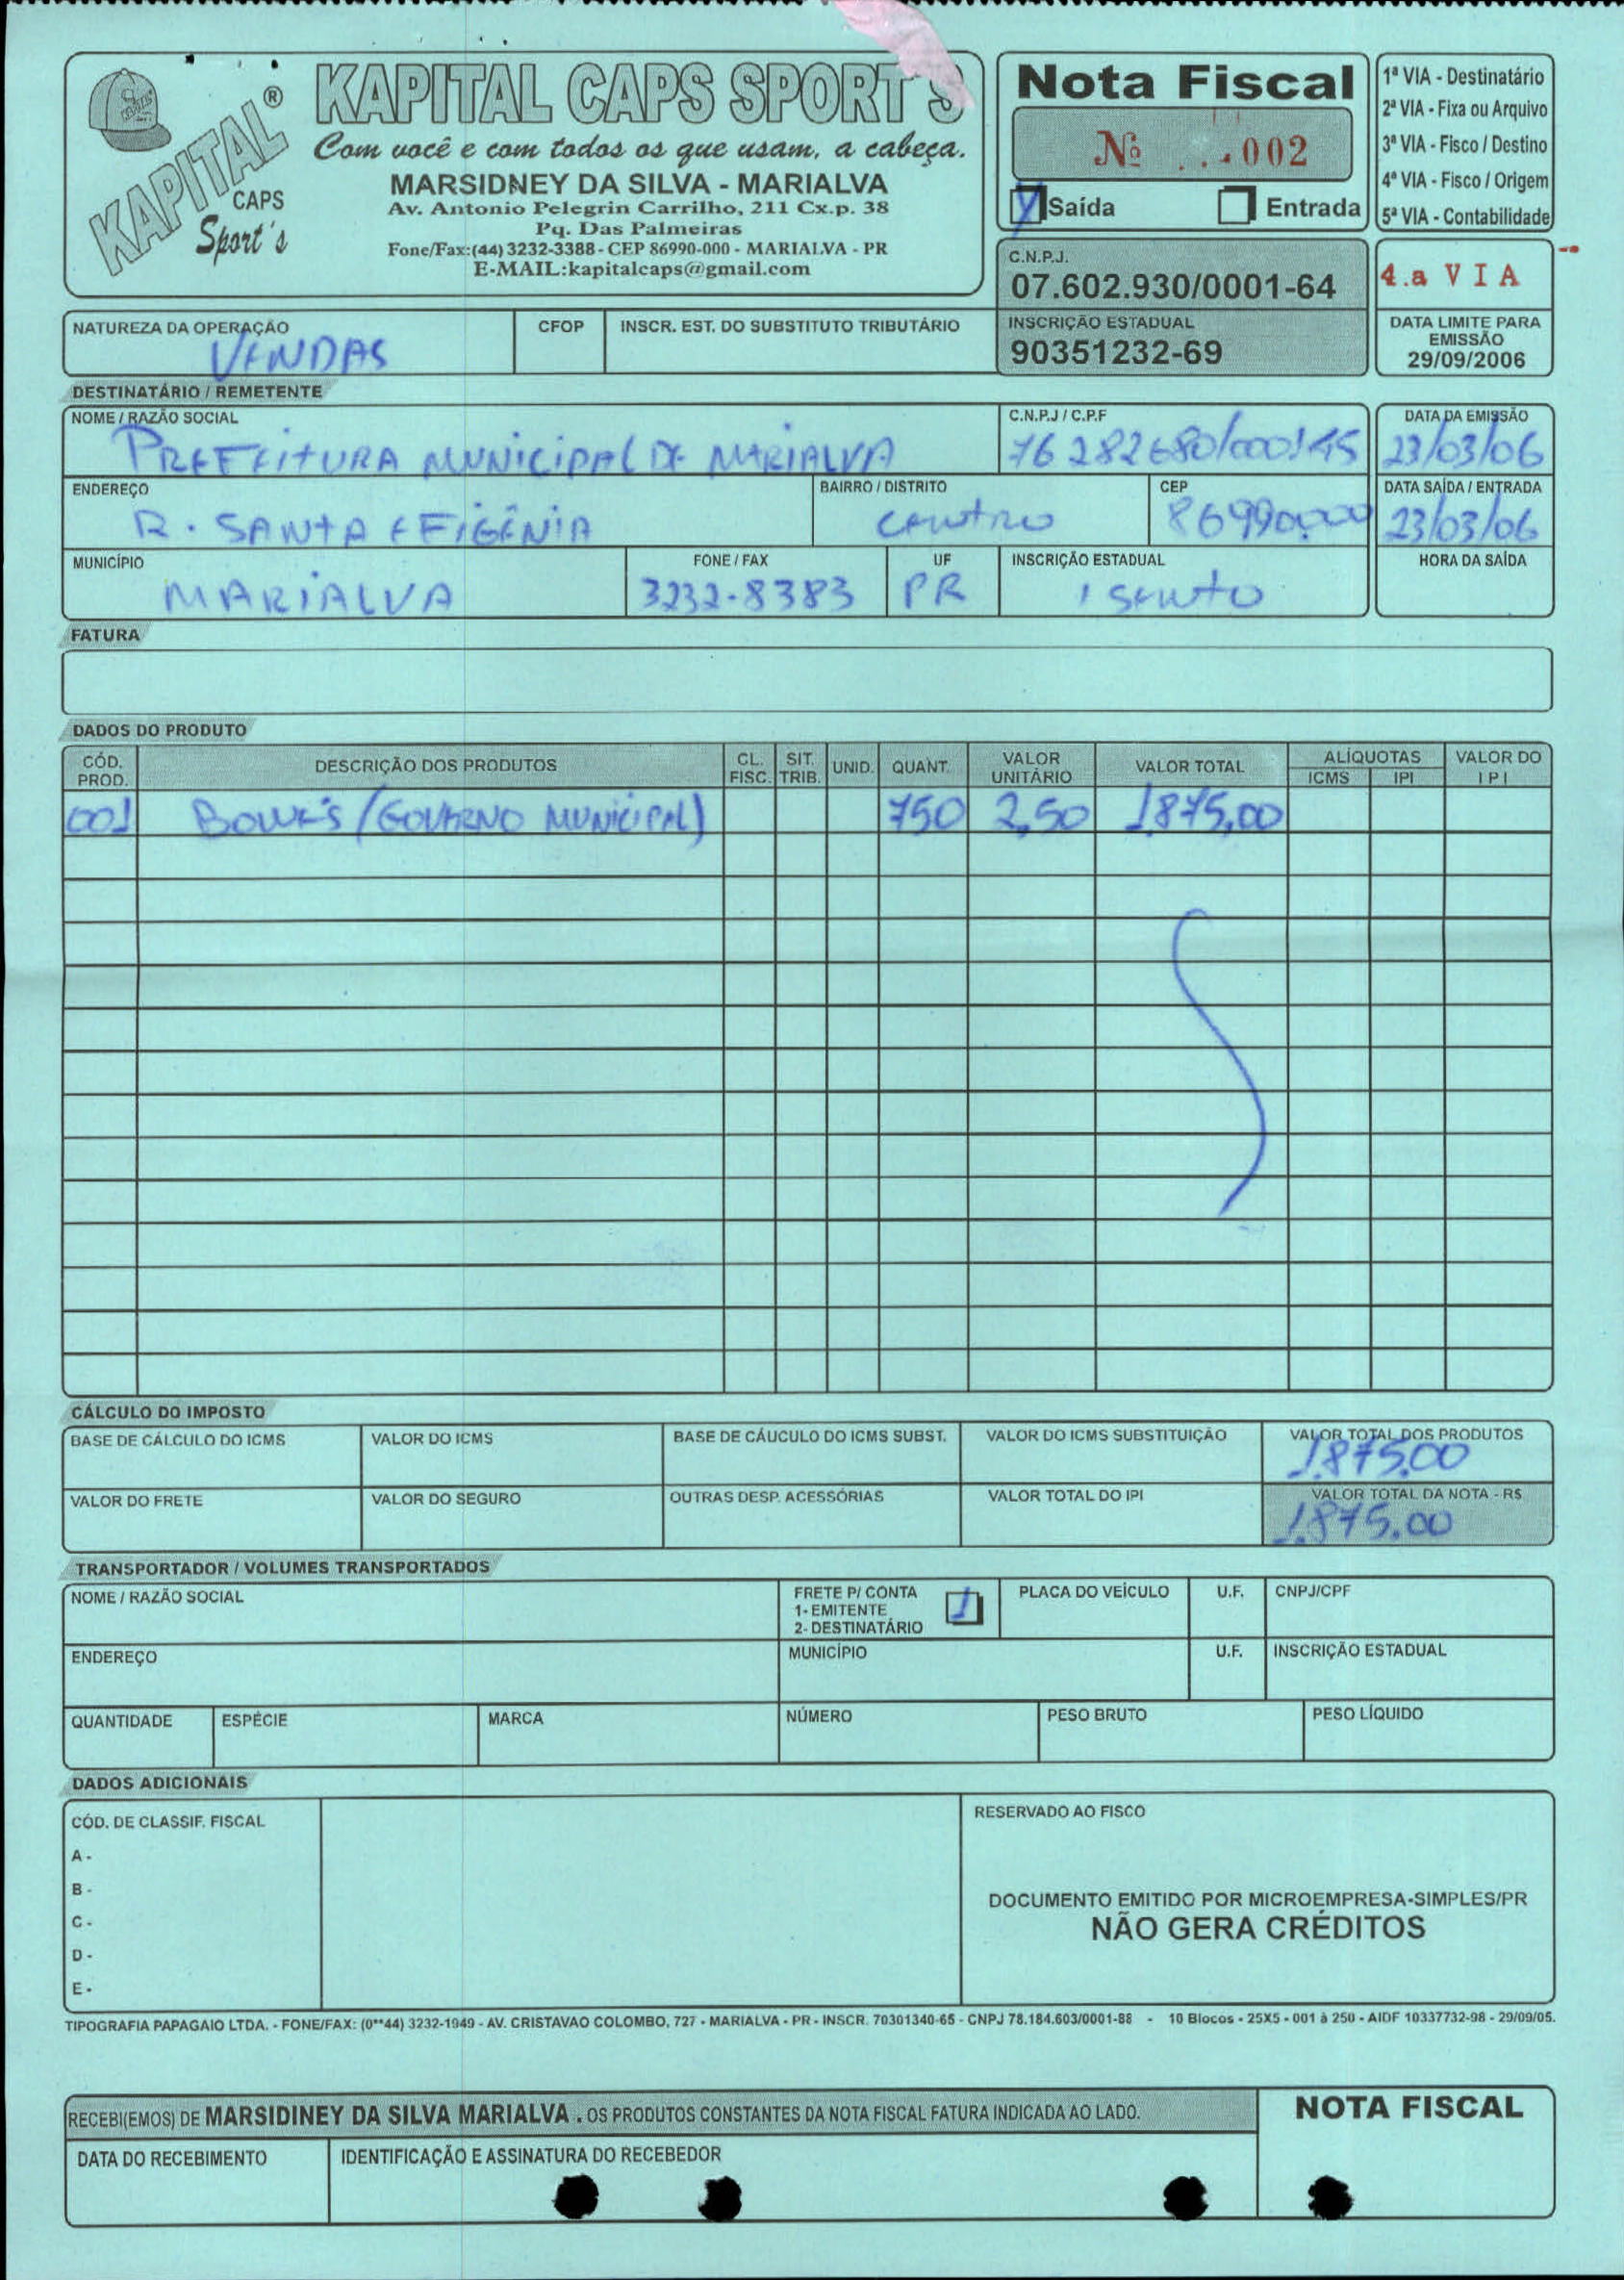 KAPITAL CAPS SPORT'S
KAPITAL® CAPS Sport's
Com você e com todos os que usam, a cabeça.
MARSIDNEY DA SILVA - MARIALVA
Av. Antonio Pelegrin Carrilho, 211 Cx.p. 38
Pq. Das Palmeiras
Fone/Fax:(44) 3232-3388 - CEP 86990-000 - MARIALVA - PR
E-MAIL:kapitalcaps@gmail.com
Nota Fiscal
Nº 002
Saída Entrada
1ª VIA - Destinatário
2ª VIA - Fixa ou Arquivo
3ª VIA - Fisco / Destino
4ª VIA - Fisco / Origem
5ª VIA - Contabilidade
C.N.P.J.
07.602.930/0001-64
4.a VIA
NATUREZA DA OPERAÇÃO CFOP INSCR. EST. DO SUBSTITUTO TRIBUTÁRIO
VENDAS
INSCRIÇÃO ESTADUAL
90351232-69
DATA LIMITE PARA
EMISSÃO
29/09/2006
DESTINATÁRIO / REMETENTE
NOME / RAZÃO SOCIAL C.N.P.J / C.P.F DATA DA EMISSÃO
PREFEITURA MUNICIPAL DE MARIALVA 76 282680/000145 23/03/06
ENDEREÇO BAIRRO / DISTRITO CEP DATA SAÍDA / ENTRADA
R. SANTA EFIGÊNIA CENTRO 86990,000 23/03/06
MUNICÍPIO FONE / FAX UF INSCRIÇÃO ESTADUAL HORA DA SAÍDA
MARIALVA 3232-8383 PR ISENTO
FATURA
DADOS DO PRODUTO
CÓD. PROD. DESCRIÇÃO DOS PRODUTOS CL. FISC. SIT. TRIB. UNID. QUANT. VALOR UNITÁRIO VALOR TOTAL ALÍQUOTAS ICMS IPI VALOR DO IPI
001 BONÉS (GOVERNO MUNICIPAL) 750 2,50 1.875,00
CÁLCULO DO IMPOSTO
BASE DE CÁLCULO DO ICMS VALOR DO ICMS BASE DE CÁUCULO DO ICMS SUBST. VALOR DO ICMS SUBSTITUIÇÃO VALOR TOTAL DOS PRODUTOS
1.875,00
VALOR DO FRETE VALOR DO SEGURO OUTRAS DESP. ACESSÓRIAS VALOR TOTAL DO IPI VALOR TOTAL DA NOTA - R$
1.875,00
TRANSPORTADOR / VOLUMES TRANSPORTADOS
NOME / RAZÃO SOCIAL FRETE P/ CONTA 1- EMITENTE 2- DESTINATÁRIO 1 PLACA DO VEÍCULO U.F. CNPJ/CPF
ENDEREÇO MUNICÍPIO U.F. INSCRIÇÃO ESTADUAL
QUANTIDADE ESPÉCIE MARCA NÚMERO PESO BRUTO PESO LÍQUIDO
DADOS ADICIONAIS
CÓD. DE CLASSIF. FISCAL RESERVADO AO FISCO
A -
B -
C -
D -
E -
DOCUMENTO EMITIDO POR MICROEMPRESA-SIMPLES/PR
NÃO GERA CRÉDITOS
TIPOGRAFIA PAPAGAIO LTDA. - FONE/FAX: (0**44) 3232-1949 - AV. CRISTAVAO COLOMBO, 727 - MARIALVA - PR - INSCR. 70301340-65 - CNPJ 78.184.603/0001-88 - 10 Blocos - 25X5 - 001 à 250 - AIDF 10337732-98 - 29/09/05.
RECEBI(EMOS) DE MARSIDINEY DA SILVA MARIALVA . OS PRODUTOS CONSTANTES DA NOTA FISCAL FATURA INDICADA AO LADO.
NOTA FISCAL
DATA DO RECEBIMENTO IDENTIFICAÇÃO E ASSINATURA DO RECEBEDOR